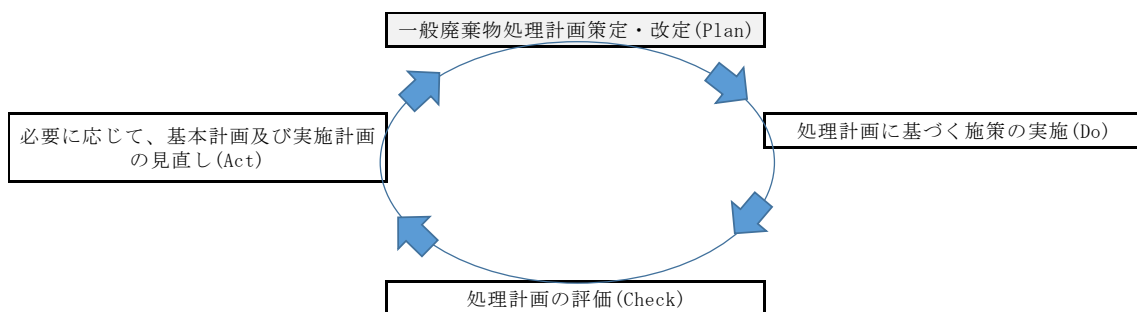 一般廃棄物処理計画策定・改定(Plan)
必要に応じて、基本計画及び実施計画
の見直し(Act)
処理計画に基づく施策の実施(Do)
処理計画の評価(Check)